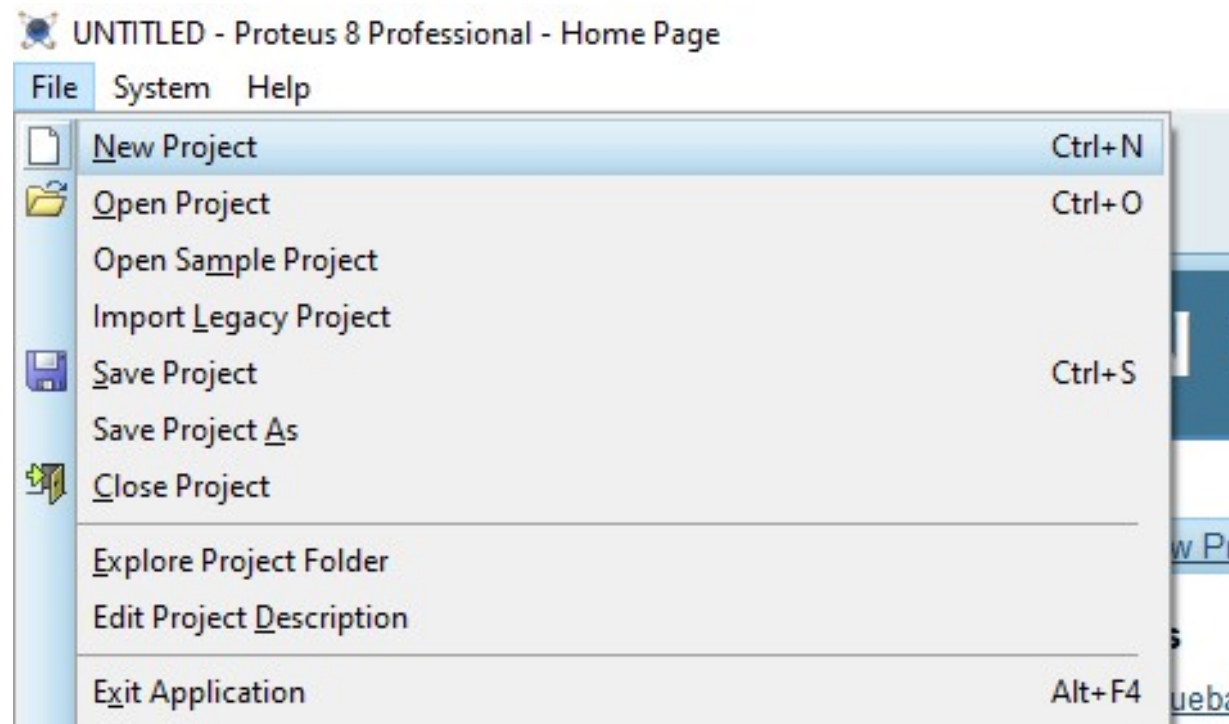 UNTITLED - Proteus 8 Professional - Home Page
File System Help
New Project Ctrl+N
Open Project Ctrl+O
Open Sample Project
Import Legacy Project
Save Project Ctrl+S
Save Project As
Close Project
Explore Project Folder
Edit Project Description
Exit Application Alt+F4